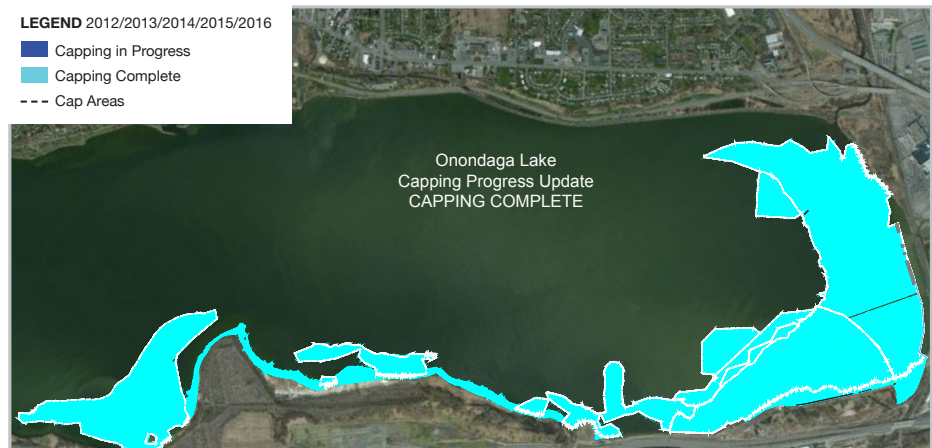 LEGEND 2012/2013/2014/2015/2016
Capping in Progress
Capping Complete
Cap Areas
Onondaga Lake
Capping Progress Update
CAPPING COMPLETE